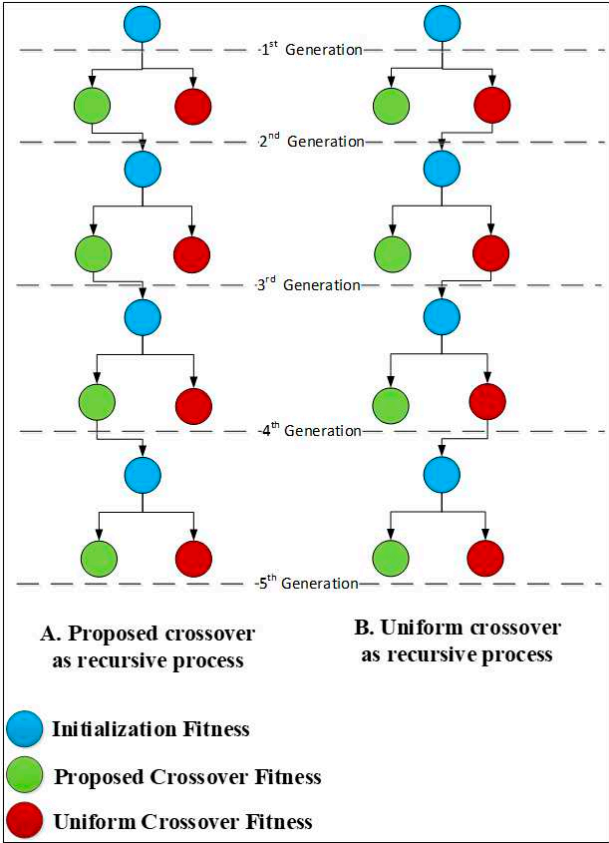 1st Generation
2nd Generation
3rd Generation
4th Generation
5th Generation
A. Proposed crossover
as recursive process
B. Uniform crossover
as recursive process
Initialization Fitness
Proposed Crossover Fitness
Uniform Crossover Fitness